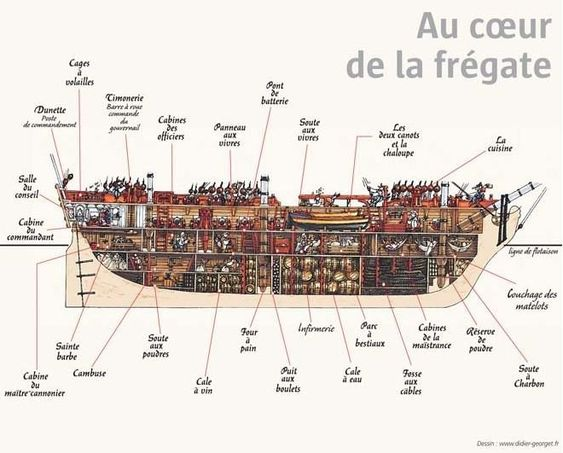 Au cœur
de la frégate
Cages
à
volailles
Dunette
Poste
de commandement
Timonerie
Barre à roue
commande
du
gouvernail
Cabines
des
officiers
Panneau
aux
vivres
Pont
de
batterie
Soute
aux
vivres
Les
deux canots
et la
chaloupe
La
cuisine
Salle
du
conseil
Cabine
du
commandant
ligne de flotaison
Couchage des
matelots
Sainte
barbe
Cabine
du
maître-cannonier
Cambuse
Soute
aux
poudres
Cale
à vin
Four
à
pain
Puit
aux
boulets
Infirmerie
Cale
à eau
Parc
à
bestiaux
Fosse
aux
câbles
Cabines
de la
maistrance
Réserve
de
poudre
Soute
à
Charbon
Dessin : www.didier-georget.fr